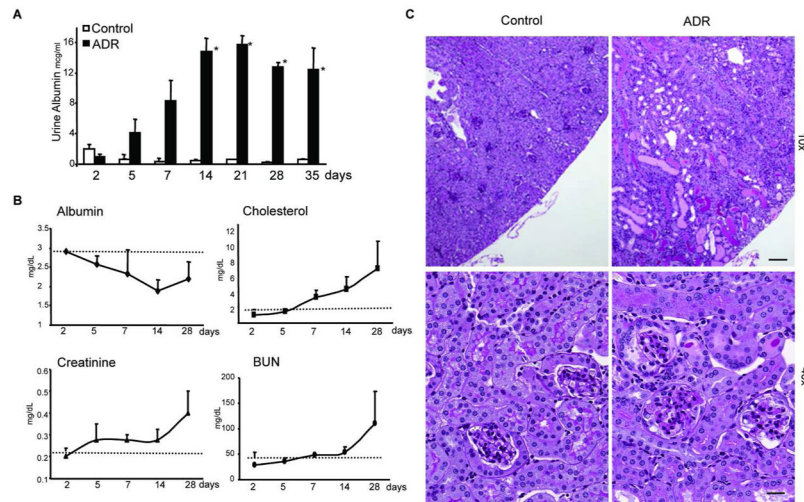 A
Control
ADR
Urine Albumin mcg/ml
16
12
8
4
0
2 5 7 14 21 28 35 days
* * * *
B
Albumin
mg/dL
3.5
3
2.5
2
1.5
1
2 5 7 14 28 days
Cholesterol
mg/dL
12
10
8
6
4
2
2 5 7 14 28 days
Creatinine
mg/dL
0.6
0.5
0.4
0.3
0.2
0.1
2 5 7 14 28
BUN
mg/dL
200
150
100
50
0
2 5 7 14 28 days
C
Control ADR
10x
40x